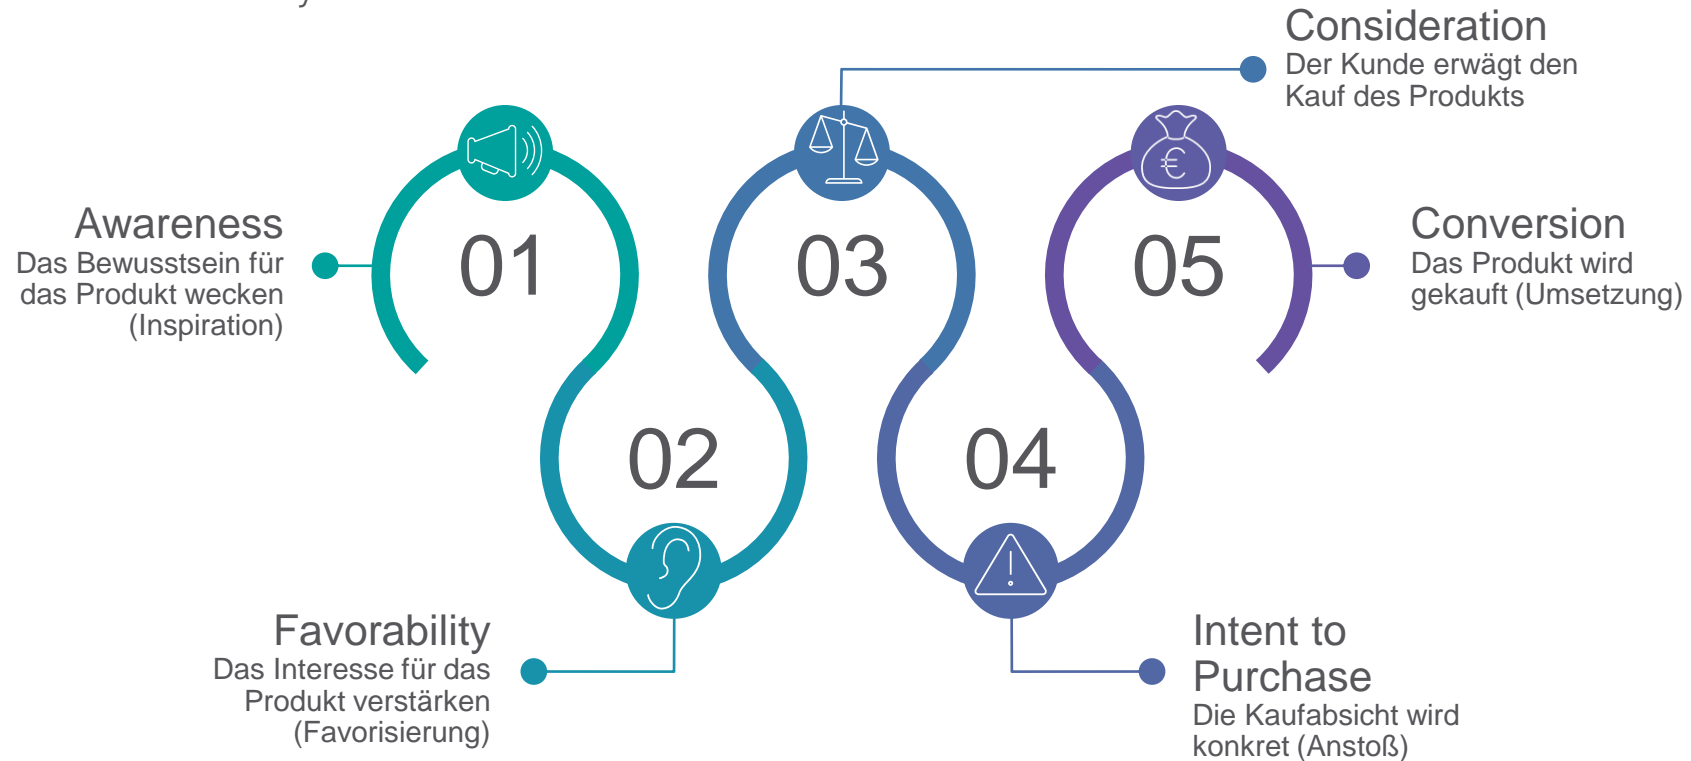 Awareness
Das Bewusstsein für
das Produkt wecken
(Inspiration)
01
02
Favorability
Das Interesse für das
Produkt verstärken
(Favorisierung)
03
Consideration
Der Kunde erwägt den
Kauf des Produkts
04
Intent to
Purchase
Die Kaufabsicht wird
konkret (Anstoß)
05
€
Conversion
Das Produkt wird
gekauft (Umsetzung)